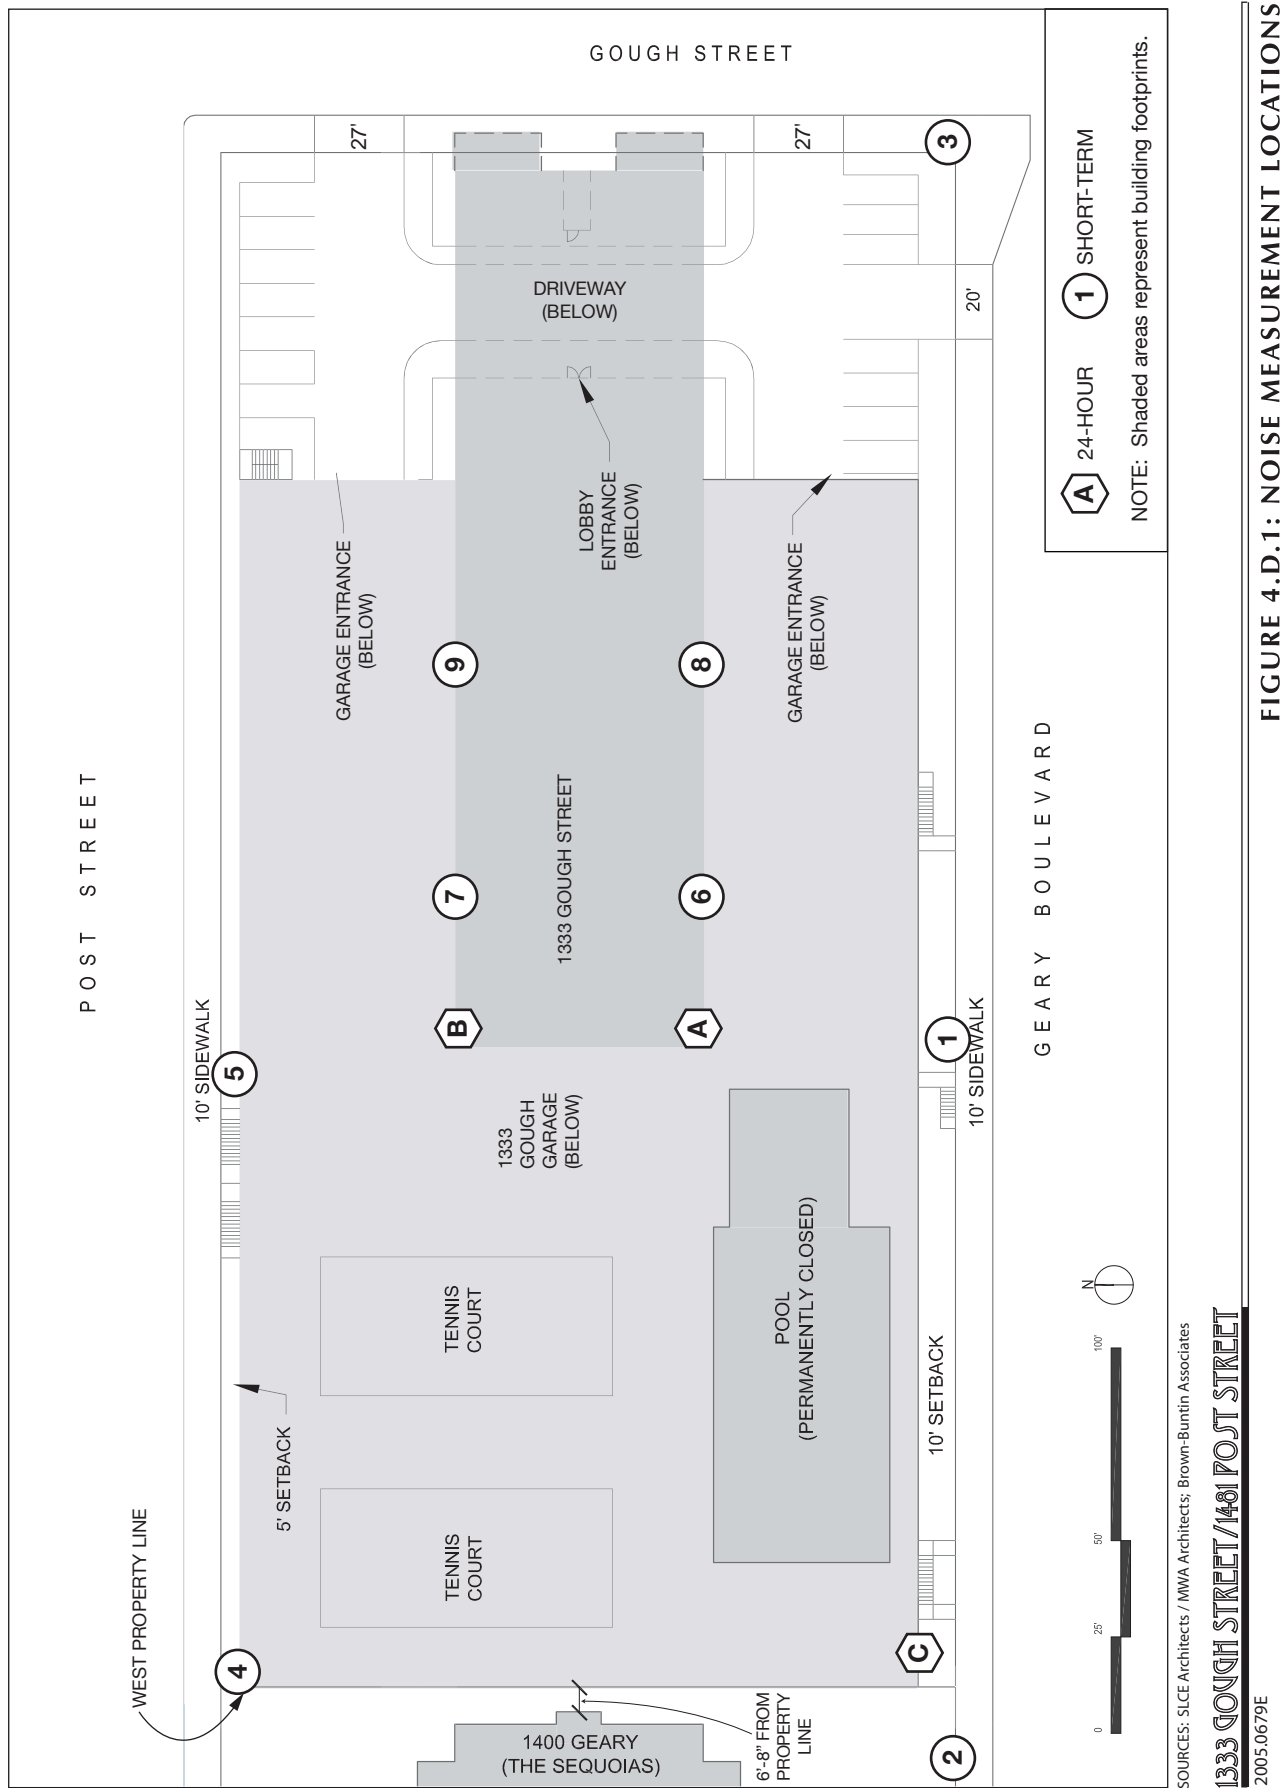 POST STREET
WEST PROPERTY LINE
10' SIDEWALK
4
5
5' SETBACK
TENNIS
COURT
TENNIS
COURT
1333
GOUGH
GARAGE
(BELOW)
B
7
9
GARAGE ENTRANCE
(BELOW)
27'
GOUGH STREET
1333 GOUGH STREET
LOBBY
ENTRANCE
(BELOW)
DRIVEWAY
(BELOW)
1400 GEARY
(THE SEQUOIAS)
6'-8" FROM
PROPERTY
LINE
A
6
8
GARAGE ENTRANCE
(BELOW)
27'
POOL
(PERMANENTLY CLOSED)
C
2
10' SETBACK
1
10' SIDEWALK
20'
3
GEARY BOULEVARD
N
0
25'
50'
100'
A
24-HOUR
1
SHORT-TERM
NOTE: Shaded areas represent building footprints.
SOURCES: SLCE Architects / MWA Architects; Brown-Buntin Associates
1333 GOUGH STREET/1481 POST STREET
2005.0679E
FIGURE 4.D.1: NOISE MEASUREMENT LOCATIONS